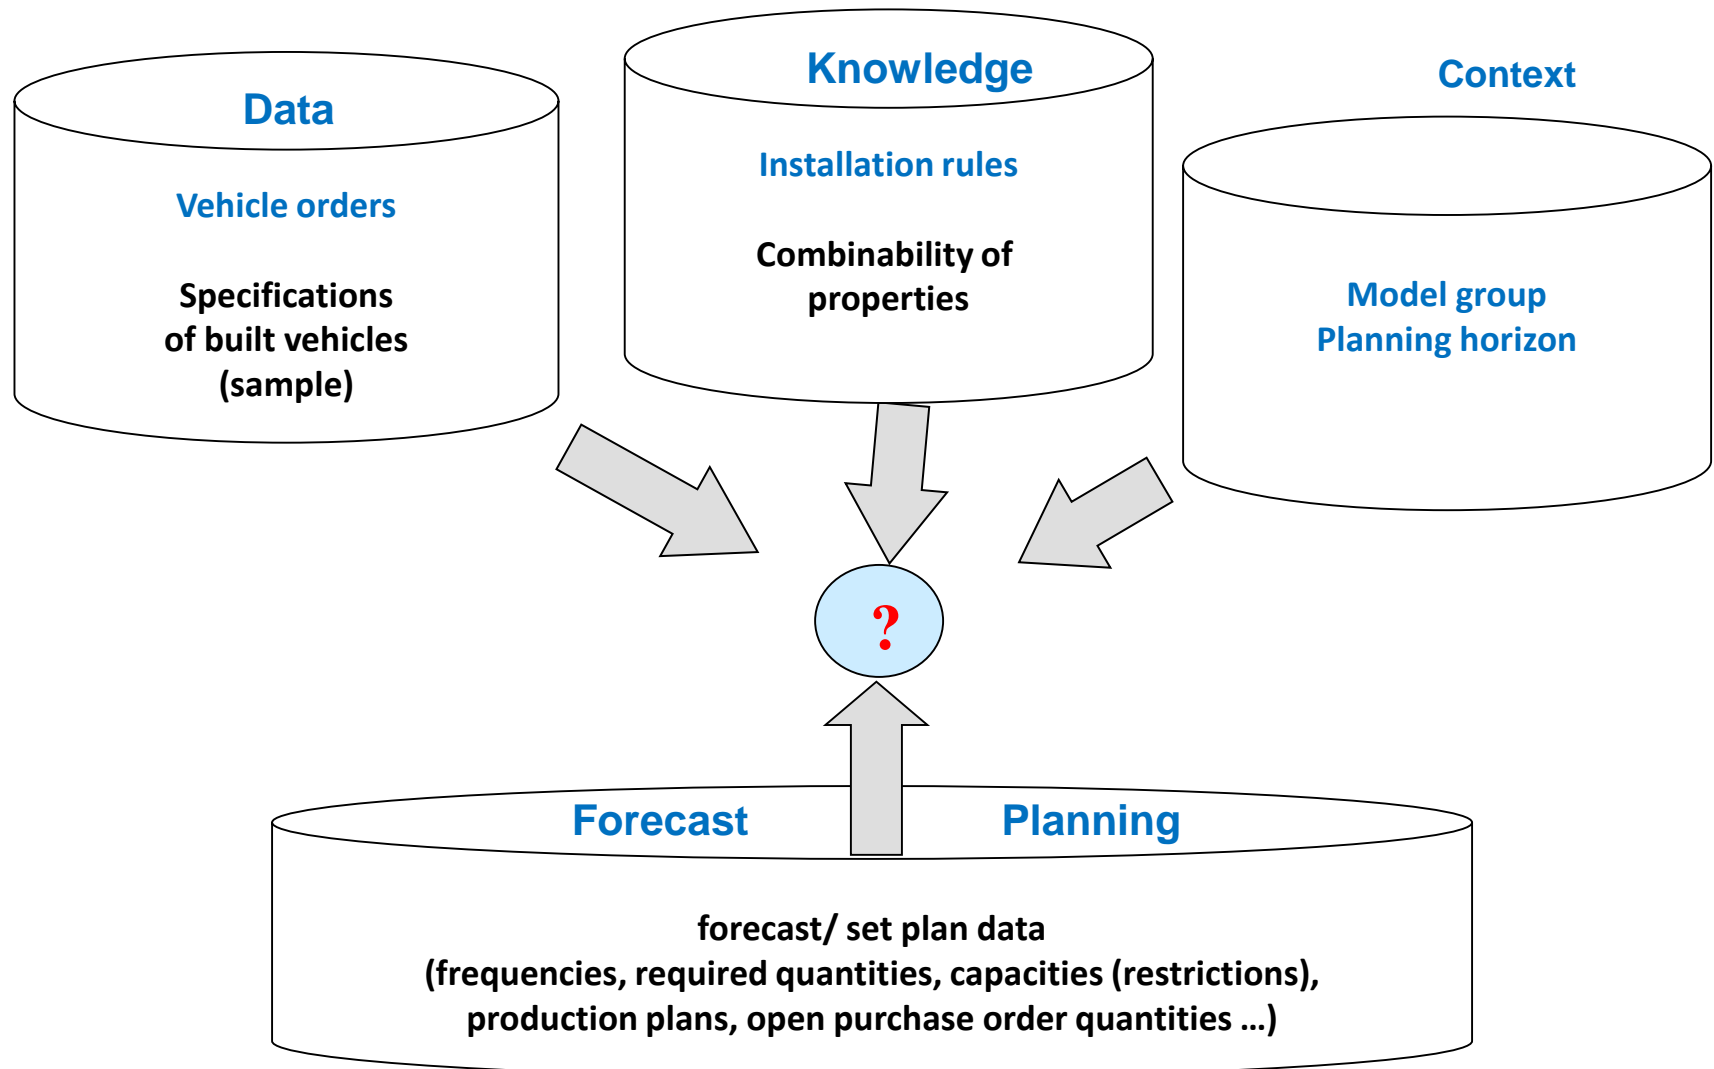 Data
Vehicle orders
Specifications
of built vehicles
(sample)
Knowledge
Installation rules
Combinability of
properties
Context
Model group
Planning horizon
?
Forecast
Planning
forecast/ set plan data
(frequencies, required quantities, capacities (restrictions),
production plans, open purchase order quantities ...)